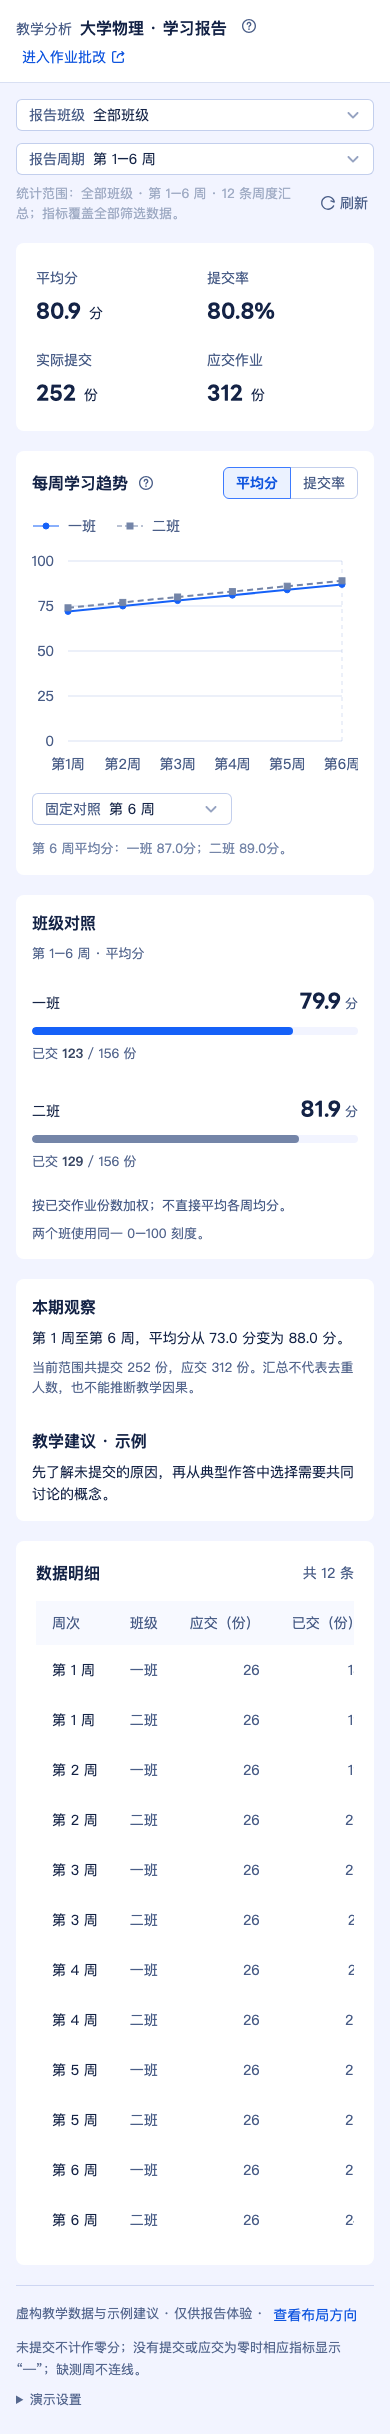 教学分析 大学物理 · 学习报告
进入作业批改
报告班级 全部班级
报告周期 第 1—6 周
统计范围：全部班级 · 第 1—6 周 · 12 条周度汇
总；指标覆盖全部筛选数据。
刷新
平均分 提交率
80.9 分 80.8%
实际提交 应交作业
252 份 312 份
每周学习趋势 平均分 提交率
一班 二班
100
75
50
25
0
第1周 第2周 第3周 第4周 第5周 第6周
固定对照 第 6 周
第 6 周平均分：一班 87.0分；二班 89.0分。
班级对照
第 1—6 周 · 平均分
一班 79.9 分
已交 123 / 156 份
二班 81.9 分
已交 129 / 156 份
按已交作业份数加权；不直接平均各周均分。
两个班使用同一 0—100 刻度。
本期观察
第 1 周至第 6 周，平均分从 73.0 分变为 88.0 分。
当前范围共提交 252 份，应交 312 份。汇总不代表去重
人数，也不能推断教学因果。
教学建议 · 示例
先了解未提交的原因，再从典型作答中选择需要共同
讨论的概念。
数据明细 共 12 条
周次 班级 应交（份） 已交（份）
第 1 周 一班 26 1
第 1 周 二班 26 1
第 2 周 一班 26 1
第 2 周 二班 26 2
第 3 周 一班 26 2
第 3 周 二班 26 2
第 4 周 一班 26 2
第 4 周 二班 26 2
第 5 周 一班 26 2
第 5 周 二班 26 2
第 6 周 一班 26 2
第 6 周 二班 26 2
虚构教学数据与示例建议 · 仅供报告体验 · 查看布局方向
未提交不计作零分；没有提交或应交为零时相应指标显示
“—”；缺测周不连线。
演示设置